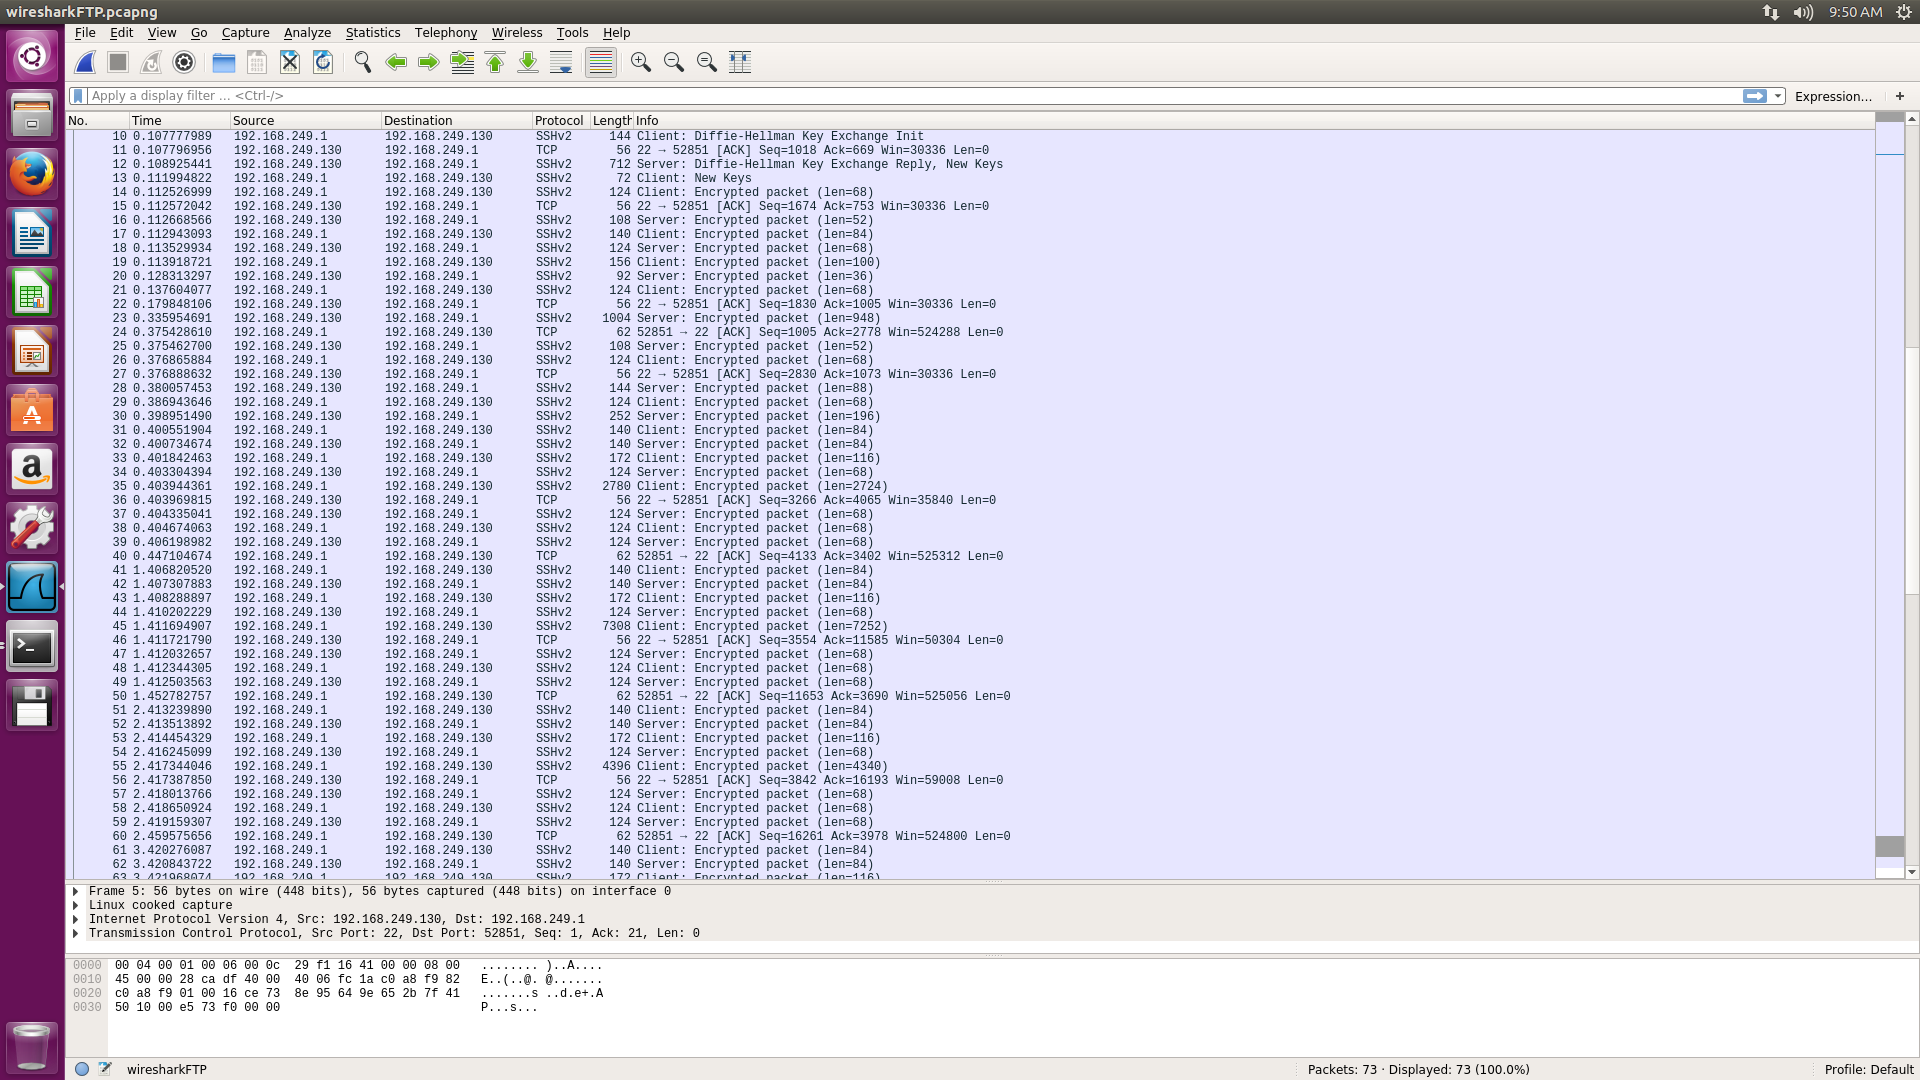 wiresharkFTP.pcapng 9:50 AM
File Edit View Go Capture Analyze Statistics Telephony Wireless Tools Help
Apply a display filter ... <Ctrl-/> Expression... +
No. Time Source Destination Protocol Length Info
10 0.107777989 192.168.249.1 192.168.249.130 SSHv2 144 Client: Diffie-Hellman Key Exchange Init
11 0.107796956 192.168.249.130 192.168.249.1 TCP 56 22 → 52851 [ACK] Seq=1018 Ack=669 Win=30336 Len=0
12 0.108925441 192.168.249.130 192.168.249.1 SSHv2 712 Server: Diffie-Hellman Key Exchange Reply, New Keys
13 0.111994822 192.168.249.1 192.168.249.130 SSHv2 72 Client: New Keys
14 0.112526999 192.168.249.1 192.168.249.130 SSHv2 124 Client: Encrypted packet (len=68)
15 0.112572042 192.168.249.130 192.168.249.1 TCP 56 22 → 52851 [ACK] Seq=1674 Ack=753 Win=30336 Len=0
16 0.112668566 192.168.249.130 192.168.249.1 SSHv2 108 Server: Encrypted packet (len=52)
17 0.112943093 192.168.249.1 192.168.249.130 SSHv2 140 Client: Encrypted packet (len=84)
18 0.113529934 192.168.249.130 192.168.249.1 SSHv2 124 Server: Encrypted packet (len=68)
19 0.113918721 192.168.249.1 192.168.249.130 SSHv2 156 Client: Encrypted packet (len=100)
20 0.128313297 192.168.249.130 192.168.249.1 SSHv2 92 Server: Encrypted packet (len=36)
21 0.137604077 192.168.249.1 192.168.249.130 SSHv2 124 Client: Encrypted packet (len=68)
22 0.179848106 192.168.249.130 192.168.249.1 TCP 56 22 → 52851 [ACK] Seq=1830 Ack=1005 Win=30336 Len=0
23 0.335954691 192.168.249.130 192.168.249.1 SSHv2 1004 Server: Encrypted packet (len=948)
24 0.375428610 192.168.249.1 192.168.249.130 TCP 62 52851 → 22 [ACK] Seq=1005 Ack=2778 Win=524288 Len=0
25 0.375462700 192.168.249.130 192.168.249.1 SSHv2 108 Server: Encrypted packet (len=52)
26 0.376865884 192.168.249.1 192.168.249.130 SSHv2 124 Client: Encrypted packet (len=68)
27 0.376888632 192.168.249.130 192.168.249.1 TCP 56 22 → 52851 [ACK] Seq=2830 Ack=1073 Win=30336 Len=0
28 0.380057453 192.168.249.130 192.168.249.1 SSHv2 144 Server: Encrypted packet (len=88)
29 0.386943646 192.168.249.1 192.168.249.130 SSHv2 124 Client: Encrypted packet (len=68)
30 0.398951490 192.168.249.130 192.168.249.1 SSHv2 252 Server: Encrypted packet (len=196)
31 0.400551904 192.168.249.1 192.168.249.130 SSHv2 140 Client: Encrypted packet (len=84)
32 0.400734674 192.168.249.130 192.168.249.1 SSHv2 140 Server: Encrypted packet (len=84)
33 0.401842463 192.168.249.1 192.168.249.130 SSHv2 172 Client: Encrypted packet (len=116)
34 0.403304394 192.168.249.130 192.168.249.1 SSHv2 124 Server: Encrypted packet (len=68)
35 0.403944361 192.168.249.1 192.168.249.130 SSHv2 2780 Client: Encrypted packet (len=2724)
36 0.403969815 192.168.249.130 192.168.249.1 TCP 56 22 → 52851 [ACK] Seq=3266 Ack=4065 Win=35840 Len=0
37 0.404335041 192.168.249.130 192.168.249.1 SSHv2 124 Server: Encrypted packet (len=68)
38 0.404674063 192.168.249.1 192.168.249.130 SSHv2 124 Client: Encrypted packet (len=68)
39 0.406198982 192.168.249.130 192.168.249.1 SSHv2 124 Server: Encrypted packet (len=68)
40 0.447104674 192.168.249.1 192.168.249.130 TCP 62 52851 → 22 [ACK] Seq=4133 Ack=3402 Win=525312 Len=0
41 1.406820520 192.168.249.1 192.168.249.130 SSHv2 140 Client: Encrypted packet (len=84)
42 1.407307883 192.168.249.130 192.168.249.1 SSHv2 140 Server: Encrypted packet (len=84)
43 1.408288897 192.168.249.1 192.168.249.130 SSHv2 172 Client: Encrypted packet (len=116)
44 1.410202229 192.168.249.130 192.168.249.1 SSHv2 124 Server: Encrypted packet (len=68)
45 1.411694907 192.168.249.1 192.168.249.130 SSHv2 7308 Client: Encrypted packet (len=7252)
46 1.411721790 192.168.249.130 192.168.249.1 TCP 56 22 → 52851 [ACK] Seq=3554 Ack=11585 Win=50304 Len=0
47 1.412032657 192.168.249.130 192.168.249.1 SSHv2 124 Server: Encrypted packet (len=68)
48 1.412344305 192.168.249.1 192.168.249.130 SSHv2 124 Client: Encrypted packet (len=68)
49 1.412503563 192.168.249.130 192.168.249.1 SSHv2 124 Server: Encrypted packet (len=68)
50 1.452782757 192.168.249.1 192.168.249.130 TCP 62 52851 → 22 [ACK] Seq=11653 Ack=3690 Win=525056 Len=0
51 2.413239890 192.168.249.1 192.168.249.130 SSHv2 140 Client: Encrypted packet (len=84)
52 2.413513892 192.168.249.130 192.168.249.1 SSHv2 140 Server: Encrypted packet (len=84)
53 2.414454329 192.168.249.1 192.168.249.130 SSHv2 172 Client: Encrypted packet (len=116)
54 2.416245099 192.168.249.130 192.168.249.1 SSHv2 124 Server: Encrypted packet (len=68)
55 2.417344046 192.168.249.1 192.168.249.130 SSHv2 4396 Client: Encrypted packet (len=4340)
56 2.417387850 192.168.249.130 192.168.249.1 TCP 56 22 → 52851 [ACK] Seq=3842 Ack=16193 Win=59008 Len=0
57 2.418013766 192.168.249.130 192.168.249.1 SSHv2 124 Server: Encrypted packet (len=68)
58 2.418650924 192.168.249.1 192.168.249.130 SSHv2 124 Client: Encrypted packet (len=68)
59 2.419159307 192.168.249.130 192.168.249.1 SSHv2 124 Server: Encrypted packet (len=68)
60 2.459575656 192.168.249.1 192.168.249.130 TCP 62 52851 → 22 [ACK] Seq=16261 Ack=3978 Win=524800 Len=0
61 3.420276087 192.168.249.1 192.168.249.130 SSHv2 140 Client: Encrypted packet (len=84)
62 3.420843722 192.168.249.130 192.168.249.1 SSHv2 140 Server: Encrypted packet (len=84)
63 3.421968074 192.168.249.1 192.168.249.130 SSHv2 172 Client: Encrypted packet (len=116)
Frame 5: 56 bytes on wire (448 bits), 56 bytes captured (448 bits) on interface 0
Linux cooked capture
Internet Protocol Version 4, Src: 192.168.249.130, Dst: 192.168.249.1
Transmission Control Protocol, Src Port: 22, Dst Port: 52851, Seq: 1, Ack: 21, Len: 0
0000 00 04 00 01 00 06 00 0c 29 f1 16 41 00 00 08 00 ........ )..A....
0010 45 00 00 28 ca df 40 00 40 06 fc 1a c0 a8 f9 82 E..(..@. @.......
0020 c0 a8 f9 01 00 16 ce 73 8e 95 64 9e 65 2b 7f 41 .......s ..d.e+.A
0030 50 10 00 e5 73 f0 00 00 P...s...
wiresharkFTP Packets: 73 · Displayed: 73 (100.0%) Profile: Default